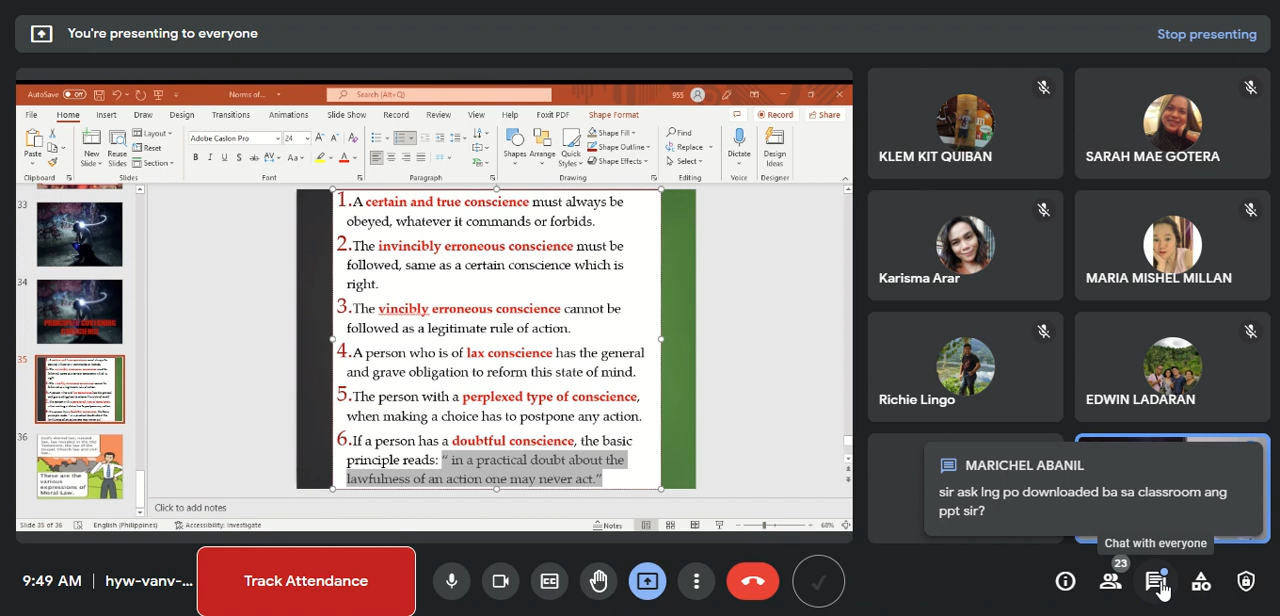 You're presenting to everyone
Stop presenting
AutoSave
Off
Norms of...
Search (Alt+Q)
955
File
Home
Insert
Draw
Design
Transitions
Animations
Slide Show
Record
Review
View
Help
Foxit PDF
Shape Format
Record
Share
Paste
New
Slide
Reuse
Slides
Layout
Reset
Section
Adobe Caslon Pro
24
Shapes
Arrange
Quick
Styles
Shape Fill
Shape Outline
Shape Effects
Find
Replace
Select
Dictate
Design
Ideas
Clipboard
Slides
Font
Paragraph
Drawing
Editing
Voice
Designer
33
34
35
36
These are the
various
expressions of
Moral Law.
1.A certain and true conscience must always be
obeyed, whatever it commands or forbids.
2.The invincibly erroneous conscience must be
followed, same as a certain conscience which is
right.
3.The vincibly erroneous conscience cannot be
followed as a legitimate rule of action.
4.A person who is of lax conscience has the general
and grave obligation to reform this state of mind.
5.The person with a perplexed type of conscience,
when making a choice has to postpone any action.
6.If a person has a doubtful conscience, the basic
principle reads: “ in a practical doubt about the
lawfulness of an action one may never act.”
Click to add notes
Slide 35 of 36
English (Philippines)
Accessibility: Investigate
Notes
68%
KLEM KIT QUIBAN
SARAH MAE GOTERA
Karisma Arar
MARIA MISHEL MILLAN
Richie Lingo
EDWIN LADARAN
MARICHEL ABANIL
sir ask lng po downloaded ba sa classroom ang
ppt sir?
Chat with everyone
9:49 AM | hyw-vanv-...
Track Attendance
23